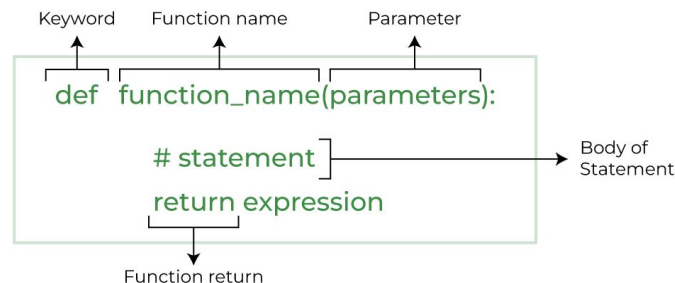 Keyword Function name Parameter
def function_name(parameters):
# statement
Body of
Statement
return expression
Function return